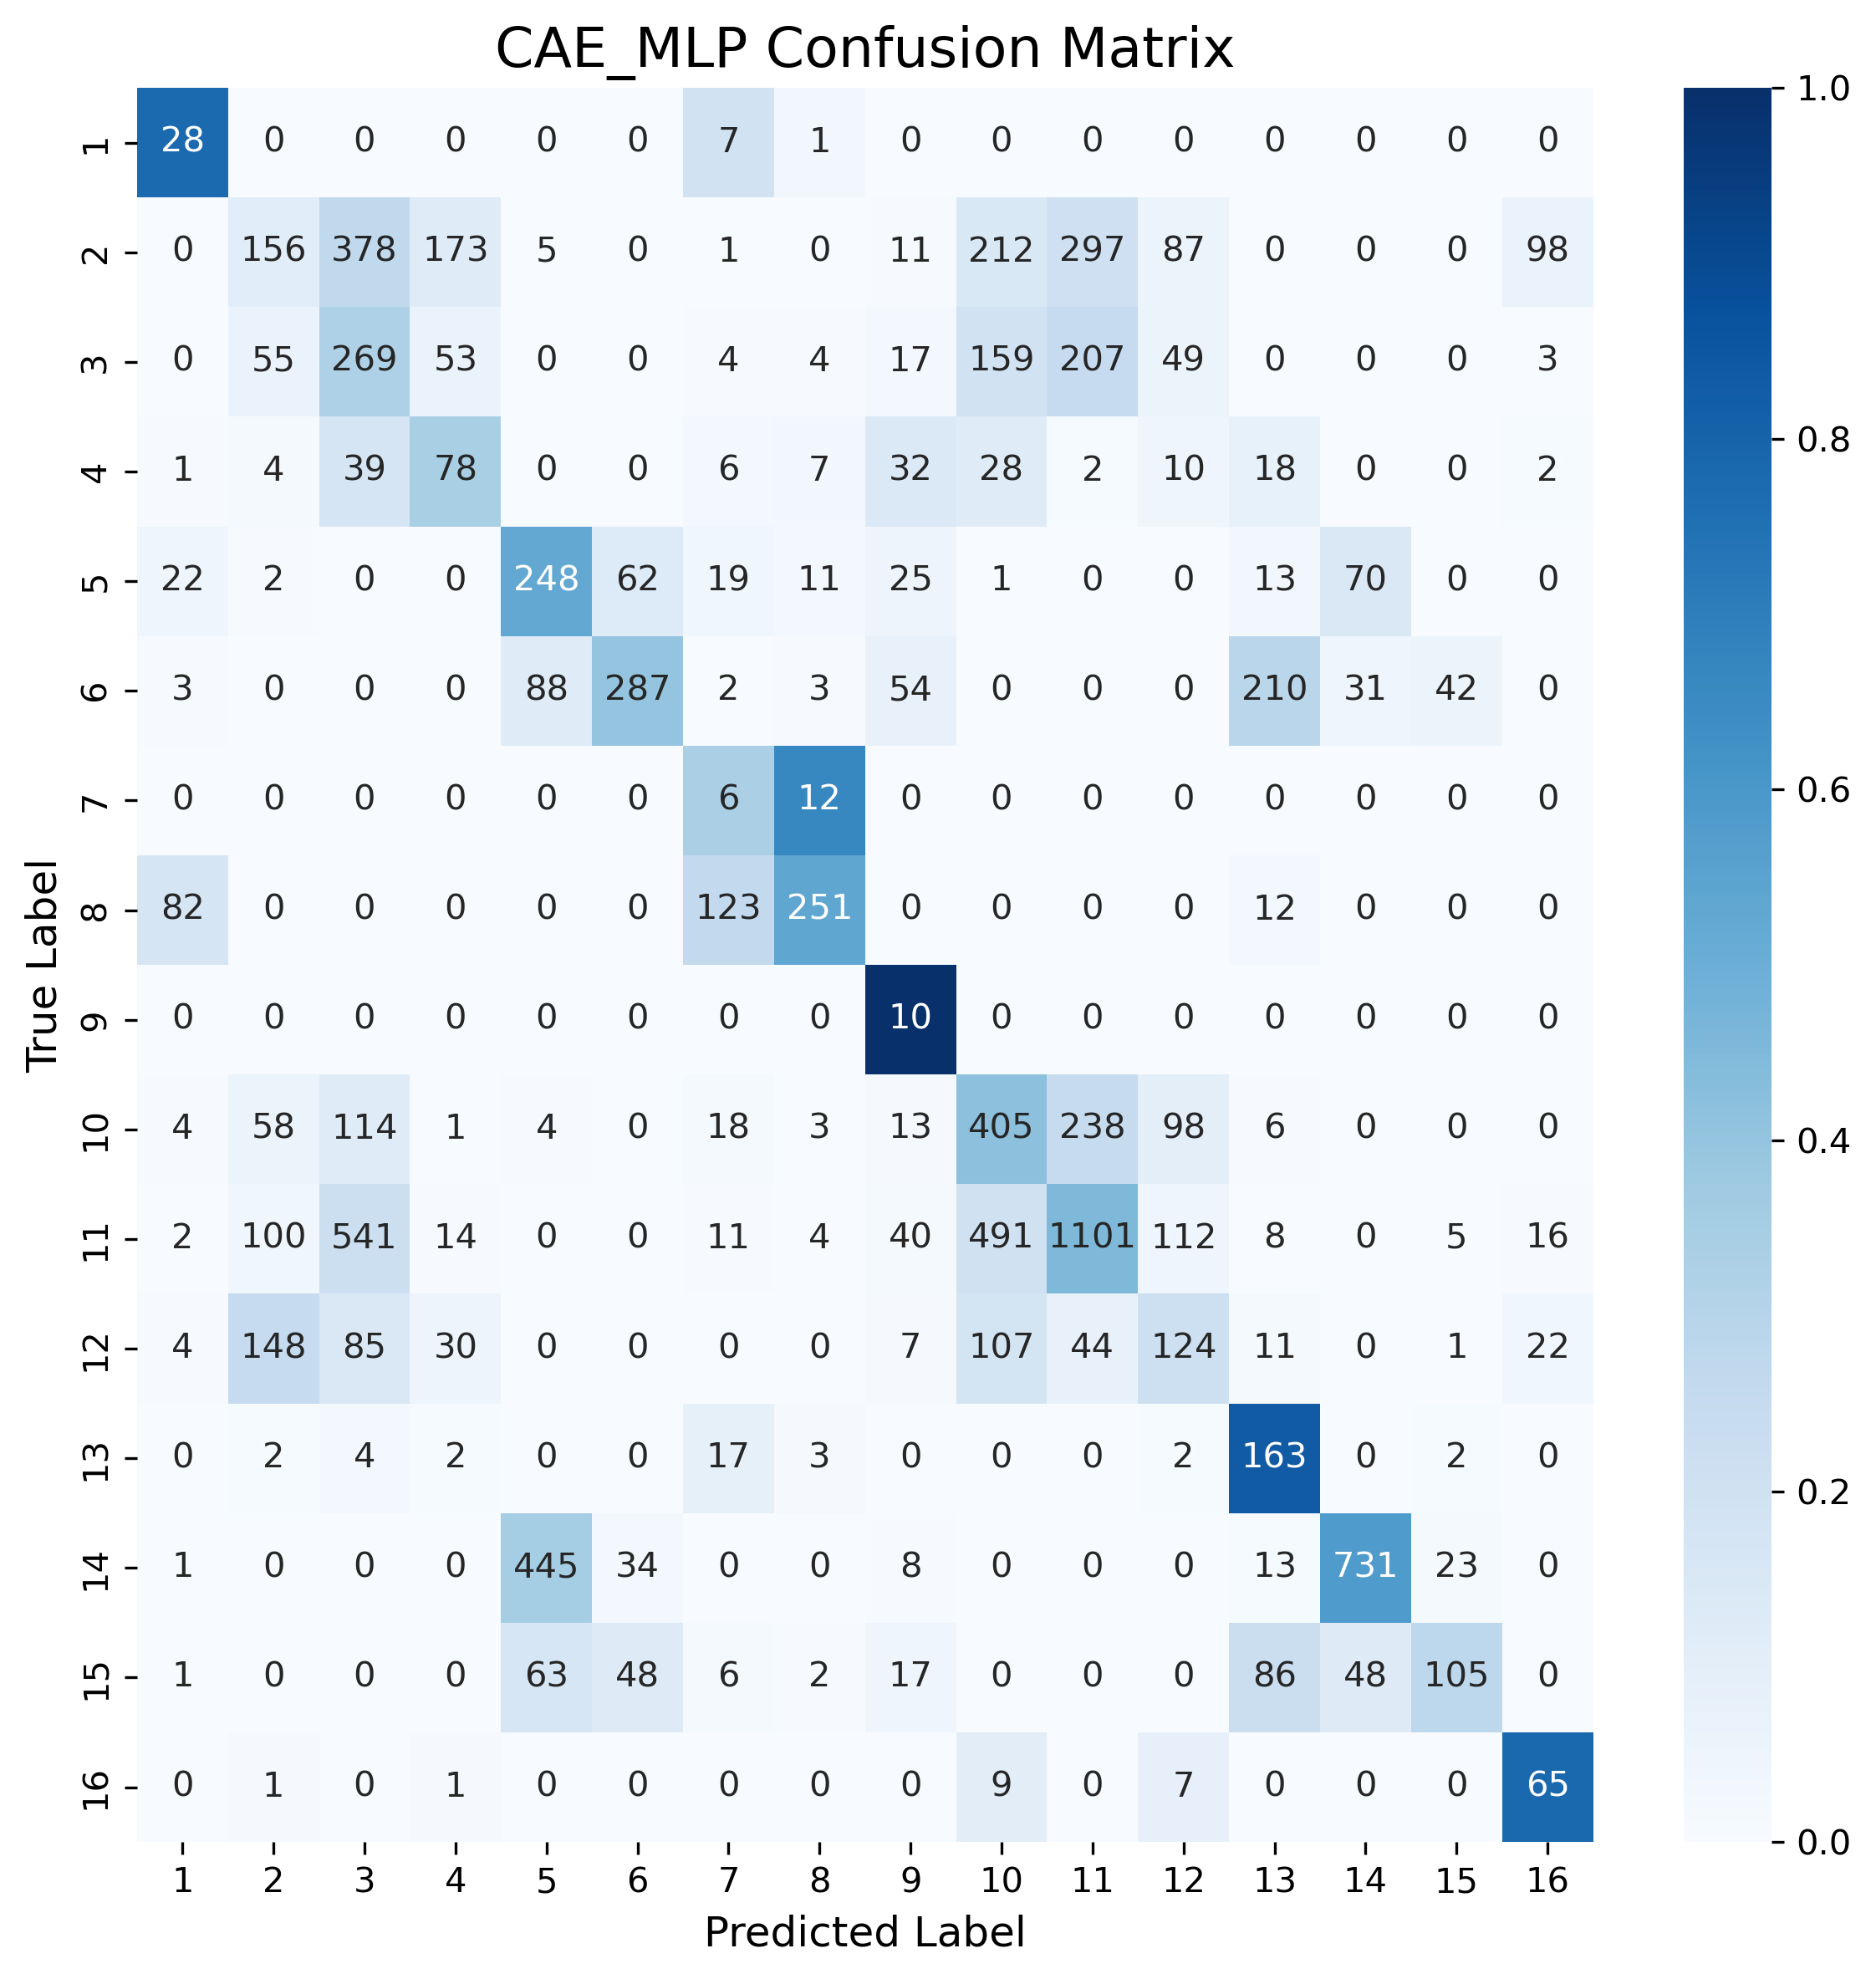 CAE_MLP Confusion Matrix
1 28 0 0 0 0 0 7 1 0 0 0 0 0 0 0 0
2 0 156 378 173 5 0 1 0 11 212 297 87 0 0 0 98
3 0 55 269 53 0 0 4 4 17 159 207 49 0 0 0 3
4 1 4 39 78 0 0 6 7 32 28 2 10 18 0 0 2
5 22 2 0 0 248 62 19 11 25 1 0 0 13 70 0 0
6 3 0 0 0 88 287 2 3 54 0 0 0 210 31 42 0
7 0 0 0 0 0 0 6 12 0 0 0 0 0 0 0 0
8 82 0 0 0 0 0 123 251 0 0 0 0 12 0 0 0
9 0 0 0 0 0 0 0 0 10 0 0 0 0 0 0 0
10 4 58 114 1 4 0 18 3 13 405 238 98 6 0 0 0
11 2 100 541 14 0 0 11 4 40 491 1101 112 8 0 5 16
12 4 148 85 30 0 0 0 0 7 107 44 124 11 0 1 22
13 0 2 4 2 0 0 17 3 0 0 0 2 163 0 2 0
14 1 0 0 0 445 34 0 0 8 0 0 0 13 731 23 0
15 1 0 0 0 63 48 6 2 17 0 0 0 86 48 105 0
16 0 1 0 1 0 0 0 0 0 9 0 7 0 0 0 65
1 2 3 4 5 6 7 8 9 10 11 12 13 14 15 16
Predicted Label
True Label
1.0
0.8
0.6
0.4
0.2
0.0